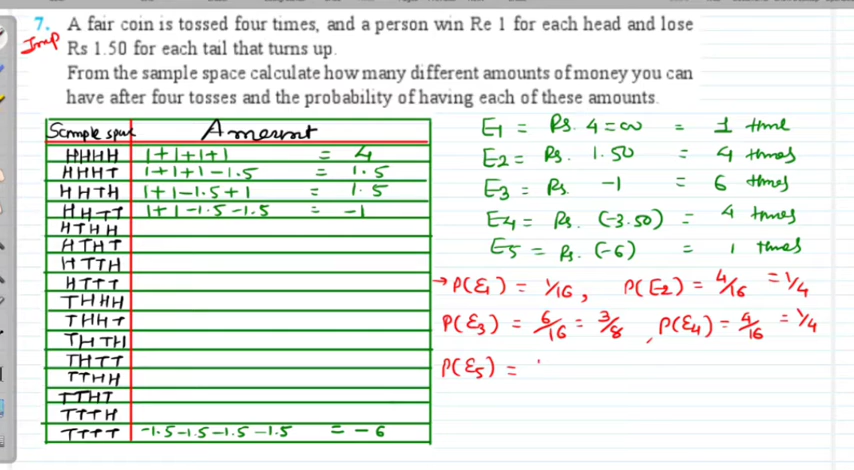 7. A fair coin is tossed four times, and a person win Re 1 for each head and lose
Imp Rs 1.50 for each tail that turns up.
From the sample space calculate how many different amounts of money you can
have after four tosses and the probability of having each of these amounts.
Sample space Amount
HHHH 1+1+1+1 = 4
HHHT 1+1+1-1.5 = 1.5
HHTH 1+1-1.5+1 = 1.5
HHTT 1+1-1.5-1.5 = -1
HTHH
HTHT
HTTH
HTTT
THHH
THHT
THTH
THTT
TTHH
TTHT
TTTH
TTTT -1.5-1.5-1.5-1.5 = -6
E1 = Rs. 4=00 = 1 time
E2= Rs. 1.50 = 4 times
E3 = Rs. -1 = 6 times
E4 = Rs. (-3.50) = 4 times
E5 = Rs. (-6) = 1 times
→ P(E1) = 1/16, P(E2) = 4/16 = 1/4
P(E3) = 6/16 = 3/8, P(E4) = 4/16 = 1/4
P(E5) =